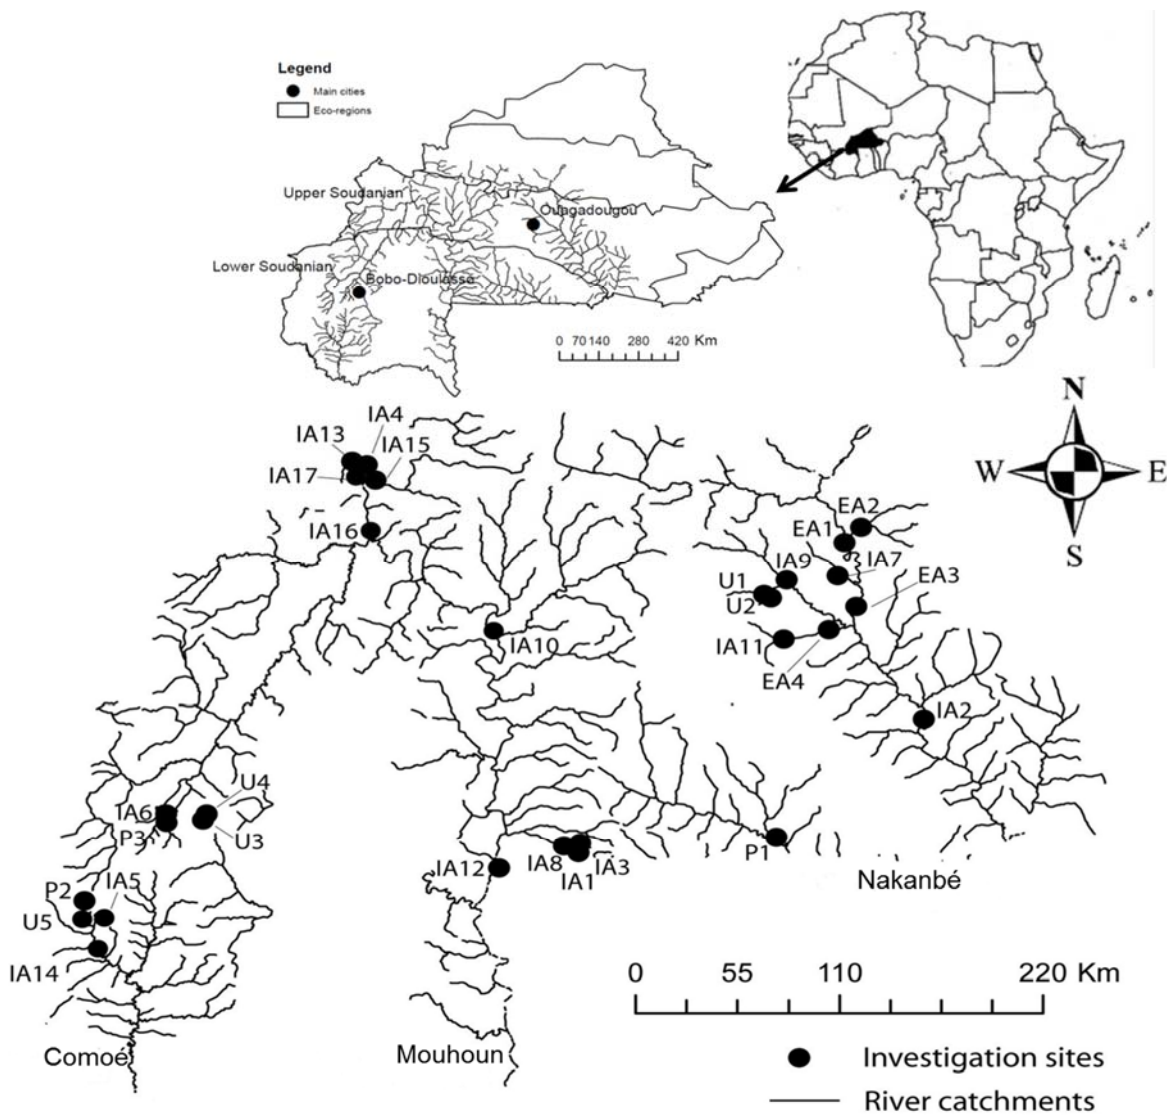 Legend
Main cities
Eco-regions
Upper Soudanian
Ouagadougou
Lower Soudanian
Bobo-Dioulasso
0 70 140 280 420 Km
N
W E
S
IA4
IA13
IA15
IA17
IA16
EA2
EA1
IA9
IA7
U1
EA3
U2
IA10
IA11
EA4
IA2
U4
IA6
P3
U3
P1
IA8
IA3
IA12
IA1
Nakanbé
P2
IA5
U5
IA14
0 55 110 220 Km
Comoé
Mouhoun
Investigation sites
River catchments